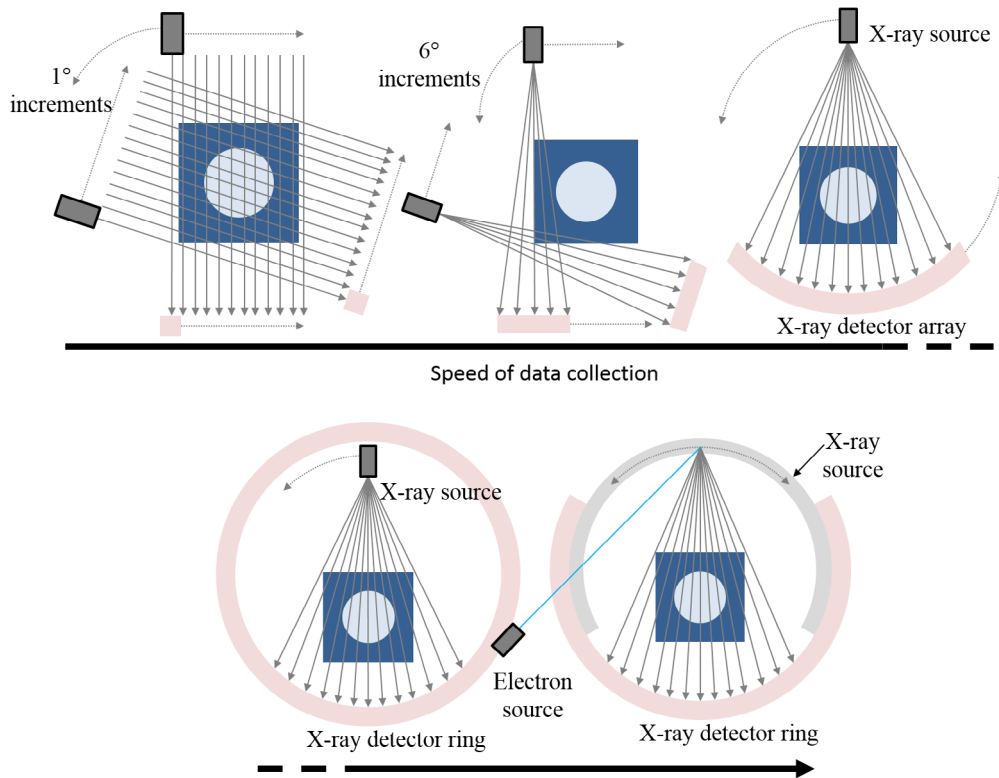 1°
increments
6°
increments
X-ray source
X-ray detector array
Speed of data collection
X-ray source
X-ray
source
Electron
source
X-ray detector ring
X-ray detector ring